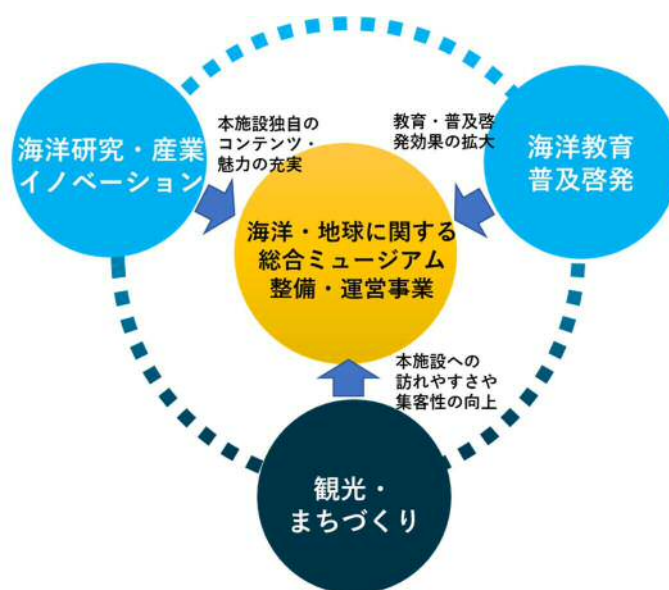 海洋研究・産業
イノベーション
本施設独自の
コンテンツ・
魅力の充実
教育・普及啓
発効果の拡大
海洋教育
普及啓発
海洋・地球に関する
総合ミュージアム
整備・運営事業
本施設への
訪れやすさや
集客性の向上
観光・
まちづくり